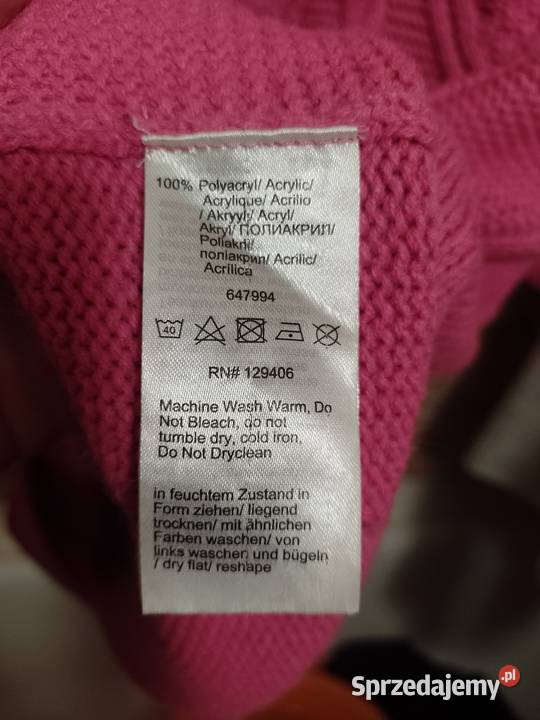 100% Polyacryl/ Acrylic/
Acrylique/ Acrilio
/ Akryyli/ Acryl/
Akryl/ ПОЛИАКРИЛ/
Poliakril/
поліакрил/ Acrilic/
Acrílica
647994
40
RN# 129406
Machine Wash Warm, Do
Not Bleach, do not
tumble dry, cold iron,
Do Not Dryclean
in feuchtem Zustand in
Form ziehen/ liegend
trocknen/ mit ähnlichen
Farben waschen/ von
links waschen und bügeln
/ dry flat/ reshape
Sprzedajemy.pl